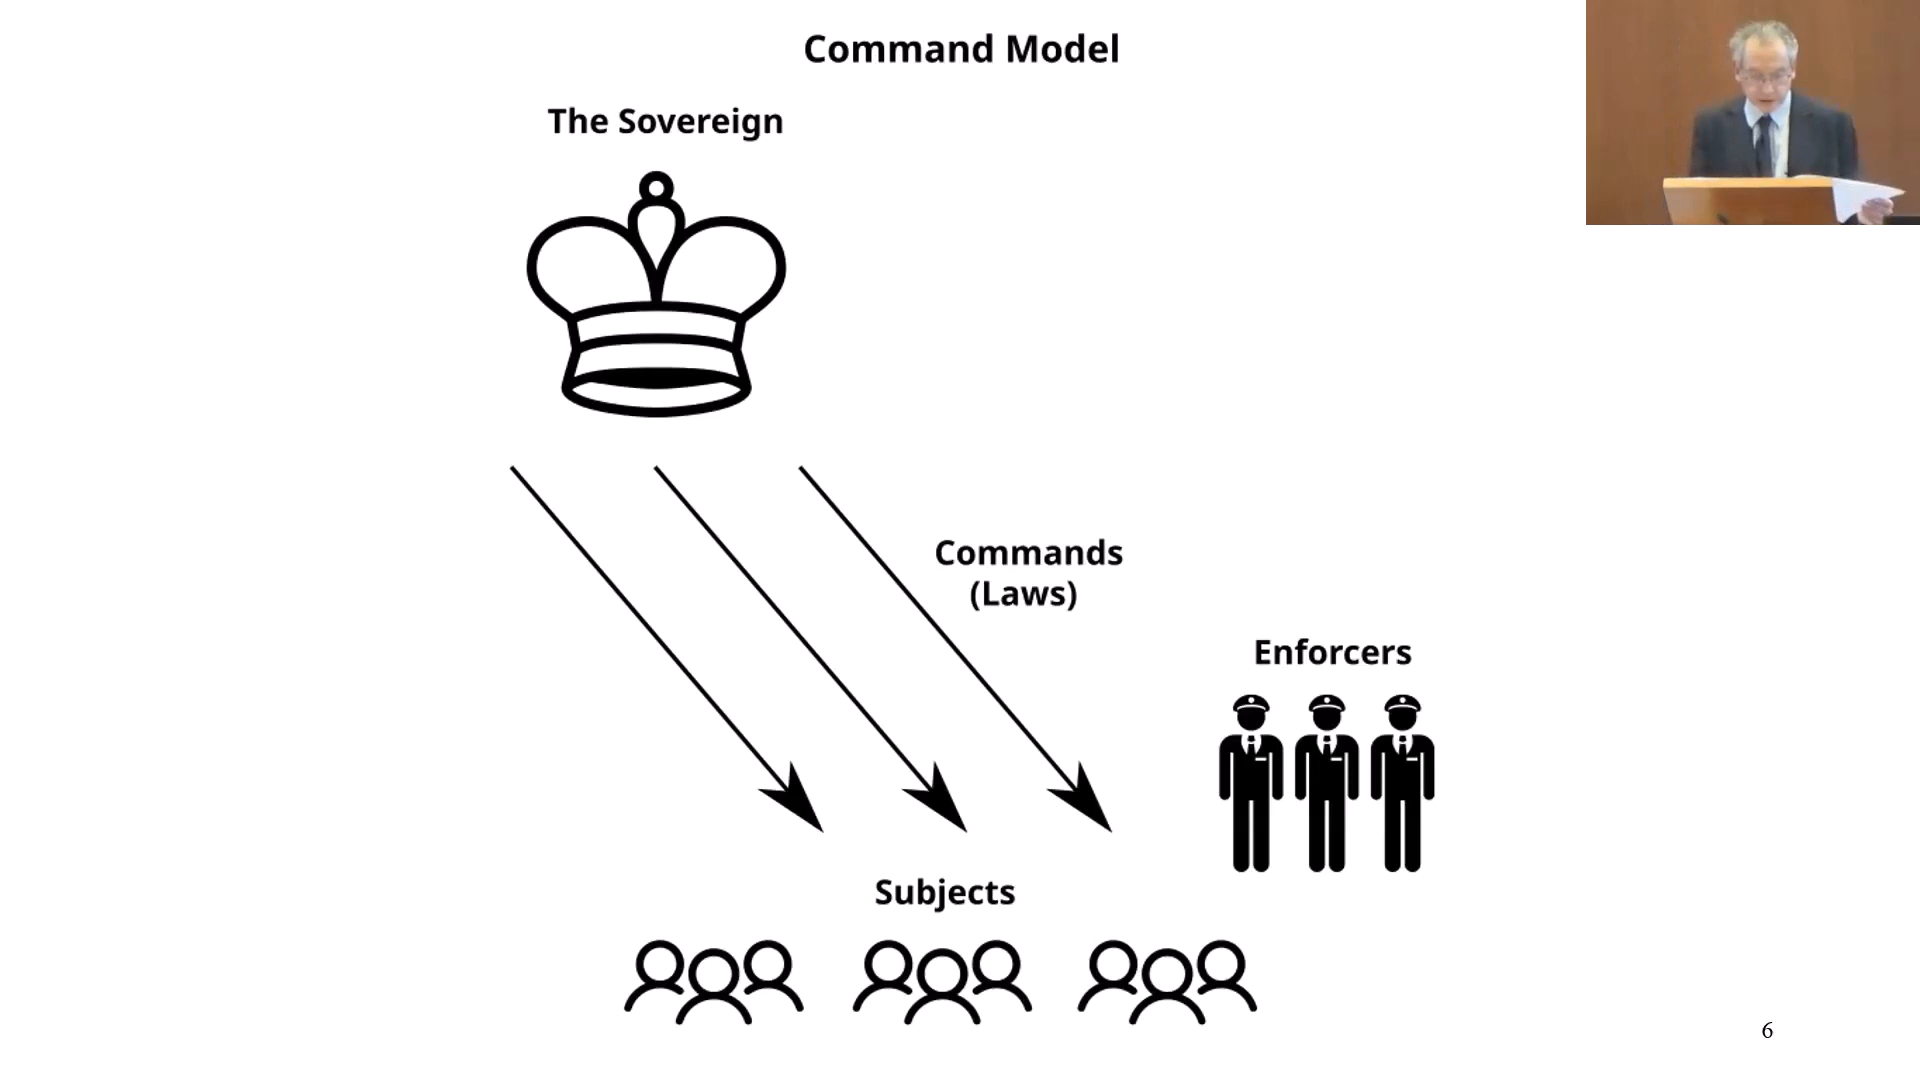 Command Model
The Sovereign
Commands
(Laws)
Enforcers
Subjects
6